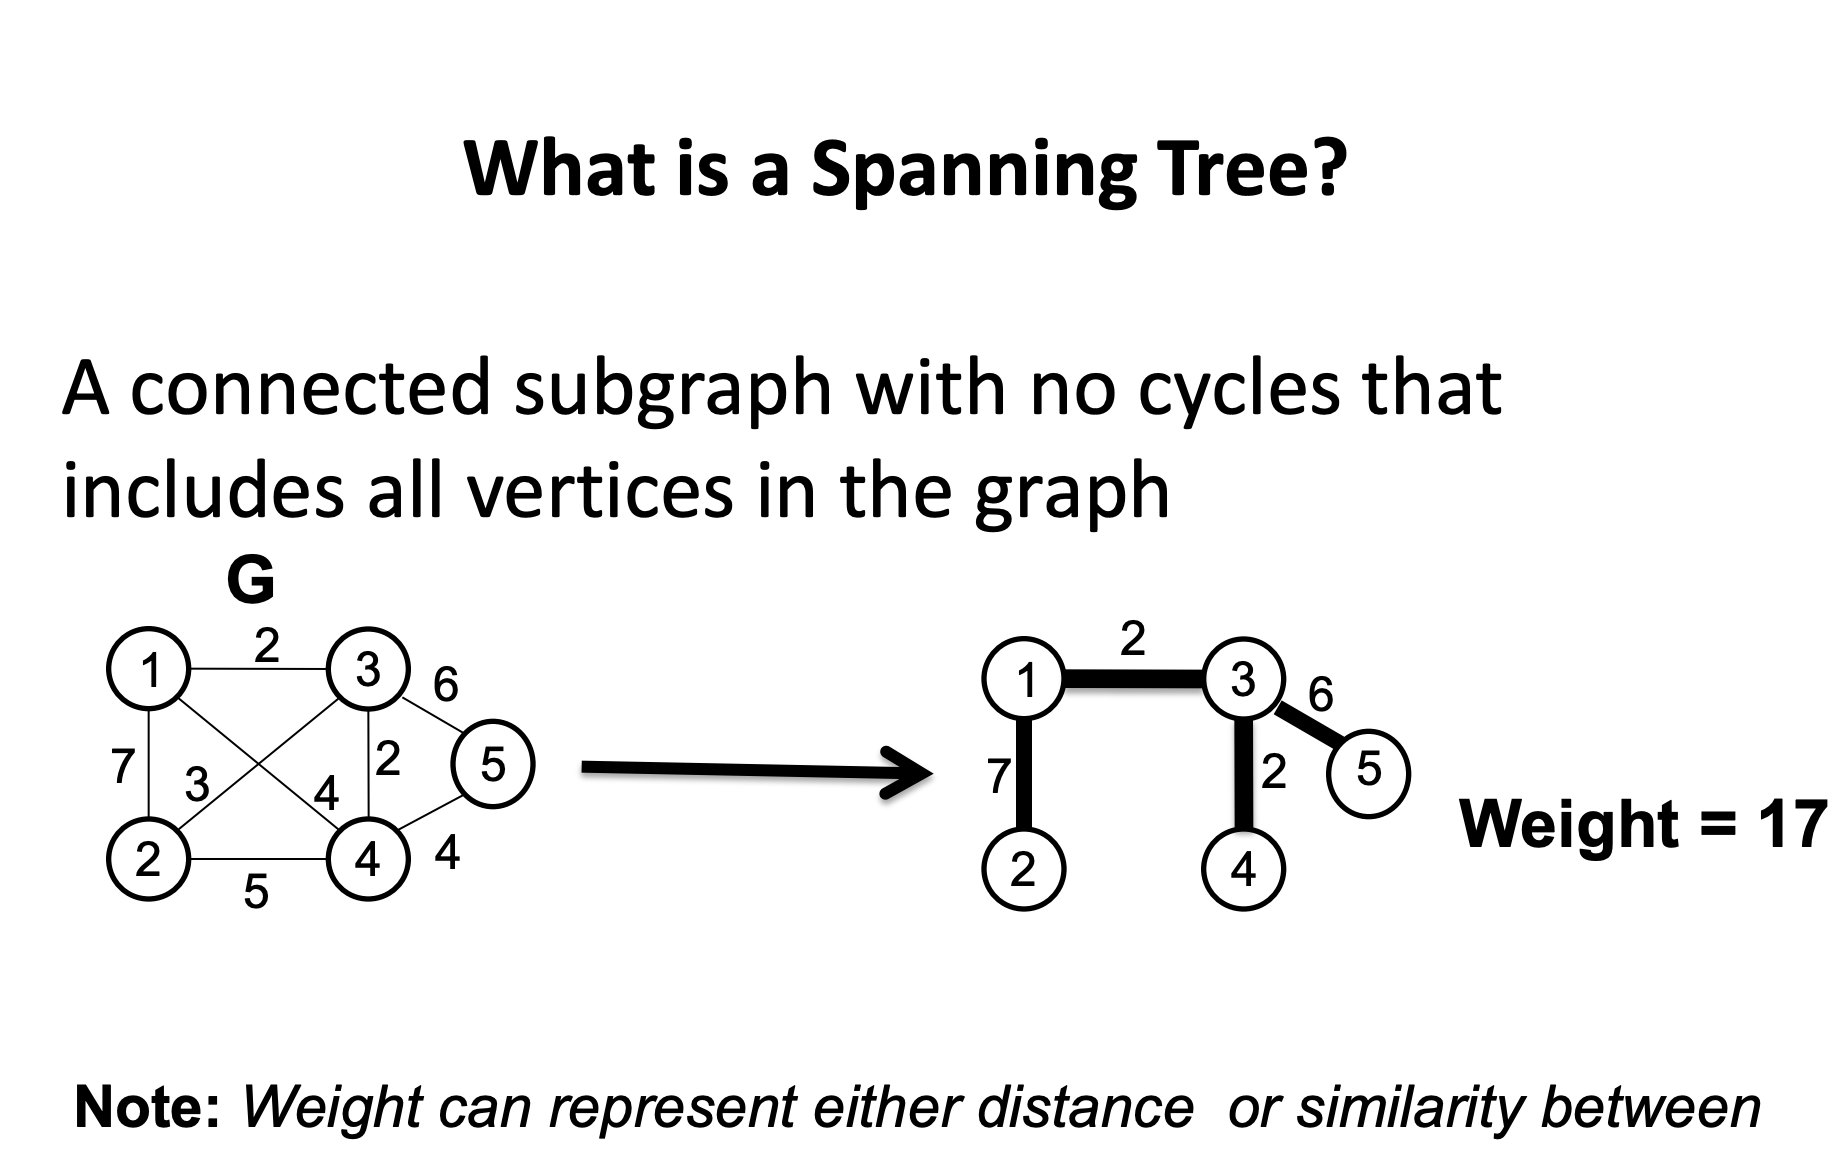 What is a Spanning Tree?
A connected subgraph with no cycles that
includes all vertices in the graph
G
1 2 3 6
7 3 4 2 5
2 5 4 4
1 2 3 6
7 2 5
2 4
Weight = 17
Note: Weight can represent either distance or similarity between